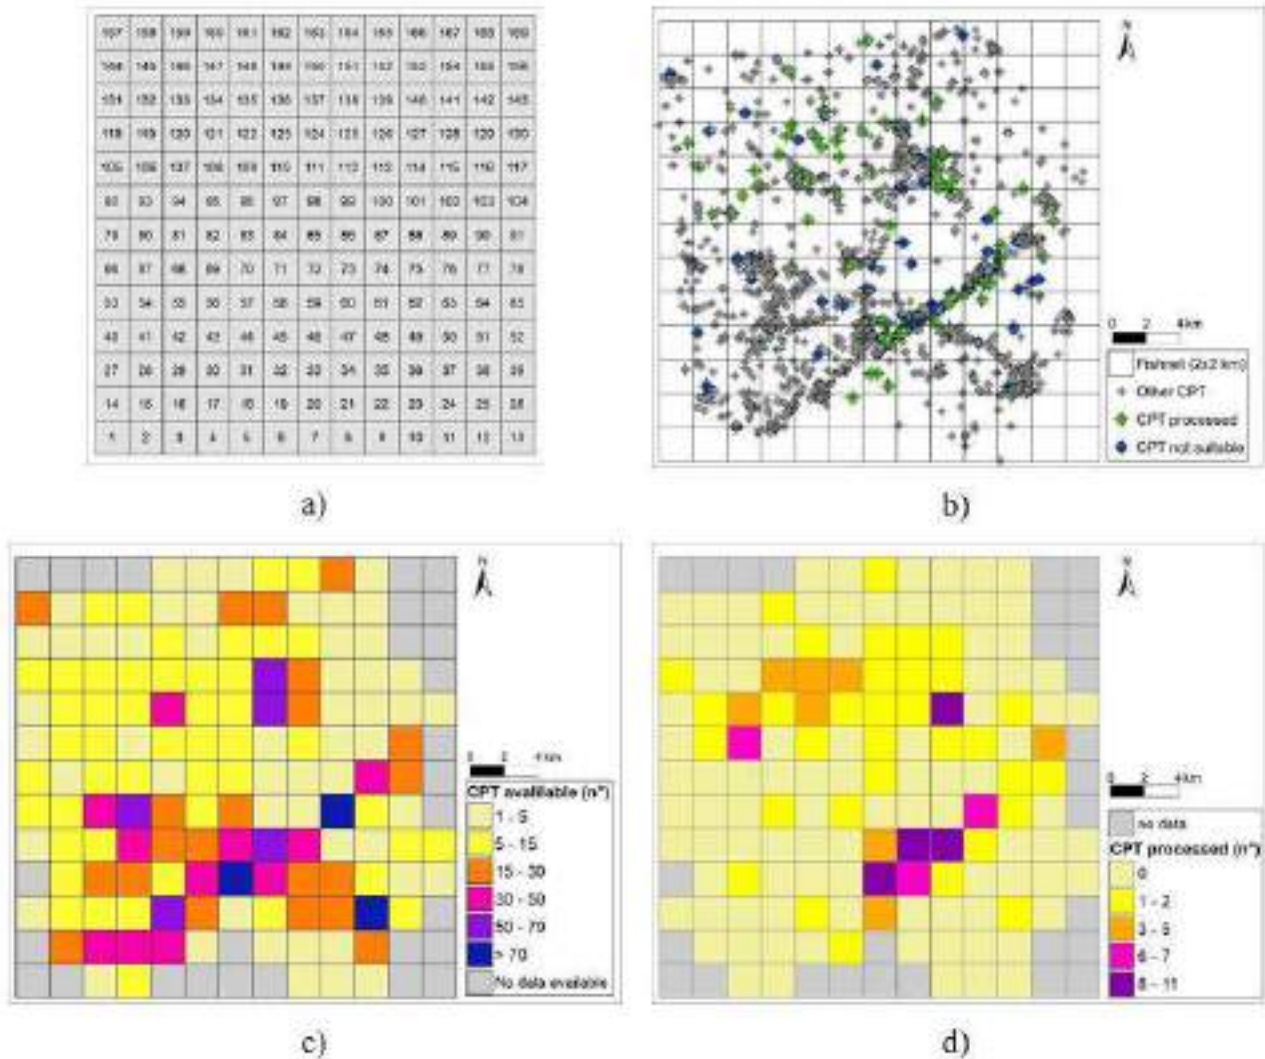 157 158 159 160 161 162 163 164 165 166 167 168 169
144 145 146 147 148 149 150 151 152 153 154 155 156
131 132 133 134 135 136 137 138 139 140 141 142 143
118 119 120 121 122 123 124 125 126 127 128 129 130
105 106 107 108 109 110 111 112 113 114 115 116 117
92 93 94 95 96 97 98 99 100 101 102 103 104
79 80 81 82 83 84 85 86 87 88 89 90 91
66 67 68 69 70 71 72 73 74 75 76 77 78
53 54 55 56 57 58 59 60 61 62 63 64 65
40 41 42 43 44 45 46 47 48 49 50 51 52
27 28 29 30 31 32 33 34 35 36 37 38 39
14 15 16 17 18 19 20 21 22 23 24 25 26
1 2 3 4 5 6 7 8 9 10 11 12 13
a)
N
0 2 4 km
Fishnet (2x2 km)
Other CPT
CPT processed
CPT not suitable
b)
N
0 2 4 km
CPT availilable (n°)
1 - 5
5 - 15
15 - 30
30 - 50
50 - 70
> 70
No data available
c)
N
0 2 4 km
no data
CPT processed (n°)
0
1 - 2
3 - 5
6 - 7
8 - 11
d)